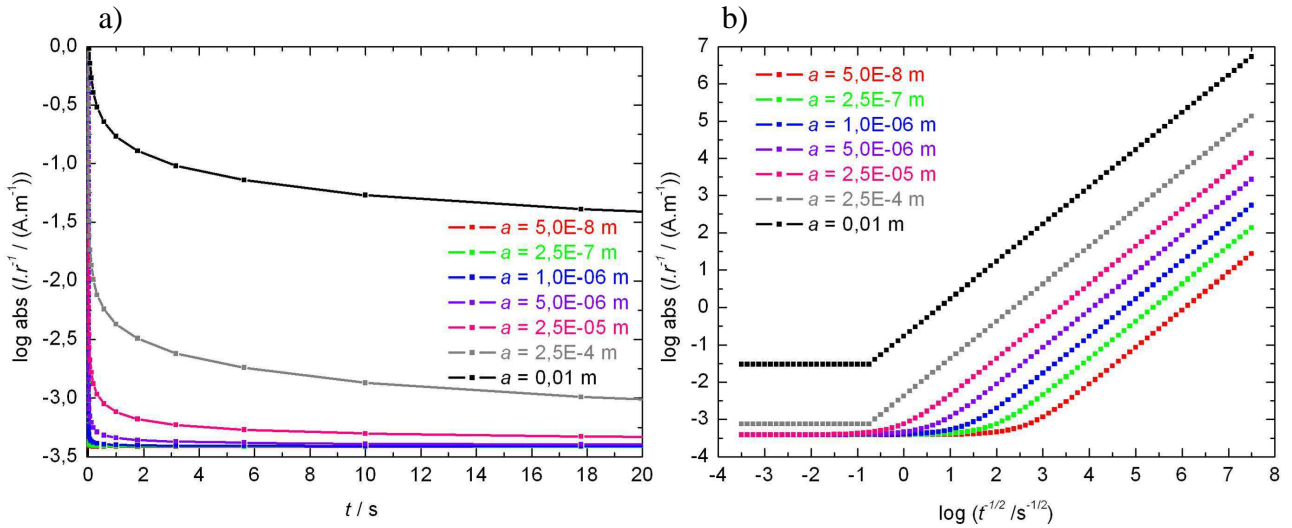 a)
log abs (I.r⁻¹ / (A.m⁻¹))
0,0
-0,5
-1,0
-1,5
-2,0
-2,5
-3,0
-3,5
0 2 4 6 8 10 12 14 16 18 20
t / s
a = 5,0E-8 m
a = 2,5E-7 m
a = 1,0E-06 m
a = 5,0E-06 m
a = 2,5E-05 m
a = 2,5E-4 m
a = 0,01 m
b)
log abs (I.r⁻¹ / (A.m⁻¹))
7
6
5
4
3
2
1
0
-1
-2
-3
-4
-4 -3 -2 -1 0 1 2 3 4 5 6 7 8
log (t⁻¹/² /s⁻¹/²)
a = 5,0E-8 m
a = 2,5E-7 m
a = 1,0E-06 m
a = 5,0E-06 m
a = 2,5E-05 m
a = 2,5E-4 m
a = 0,01 m